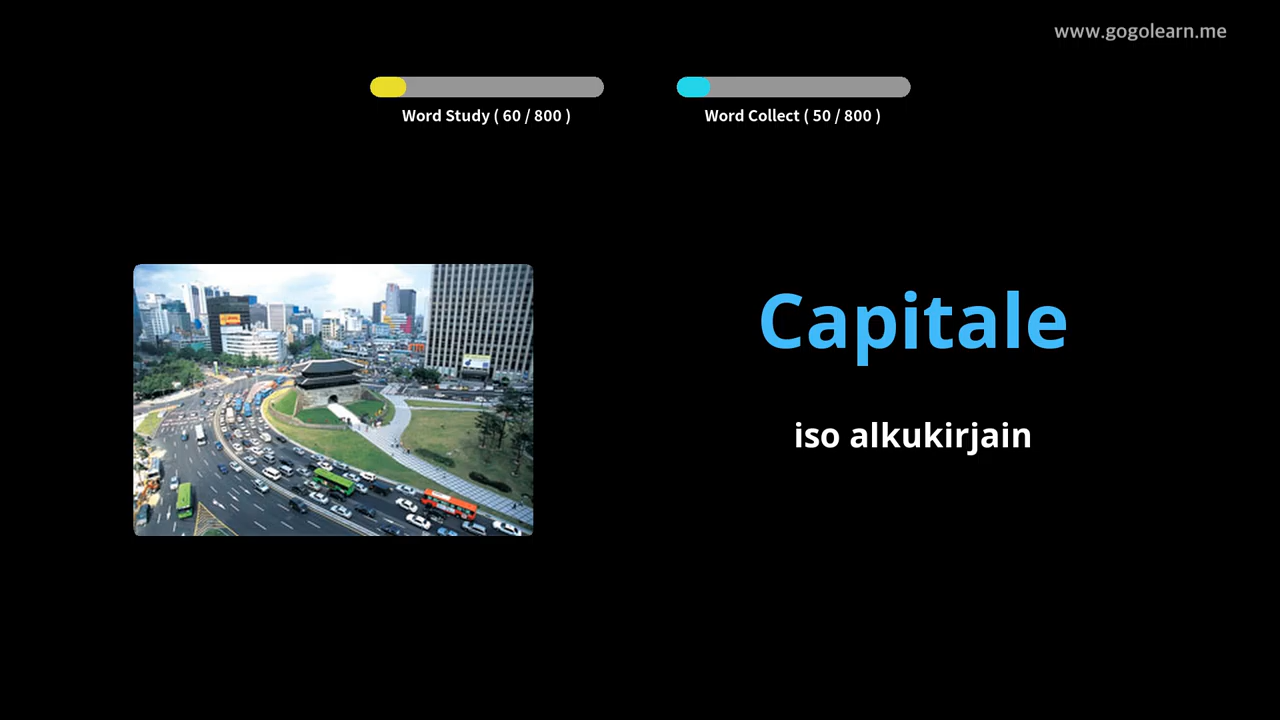 www.gogolearn.me
Word Study ( 60 / 800 )
Word Collect ( 50 / 800 )
Capitale
iso alkukirjain